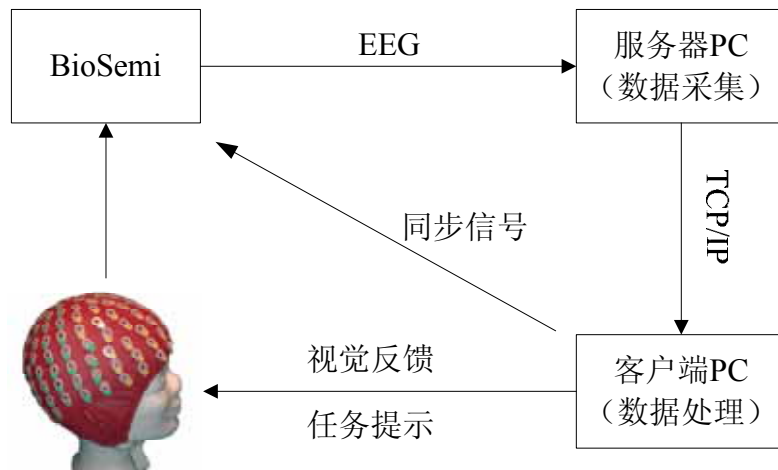 EEG
BioSemi
服务器PC
（数据采集）
TCP/IP
同步信号
视觉反馈
任务提示
客户端PC
（数据处理）